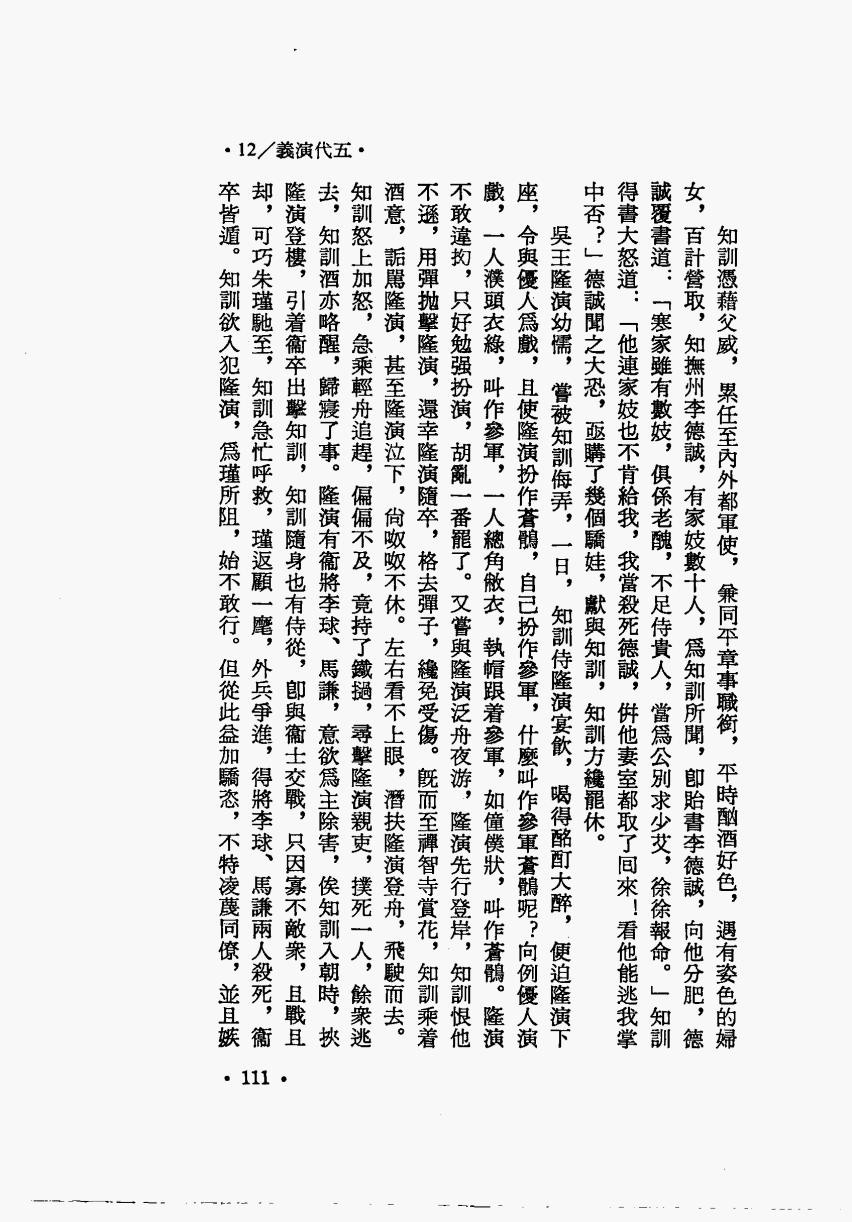 •12／義演代五•
知訓憑藉父威，累任至內外都軍使，兼同平章事職銜，平時酗酒好色，遇有姿色的婦
女，百計營取，知撫州李德誠，有家妓數十人，爲知訓所聞，卽貽書李德誠，向他分肥，德
誠覆書道：「寒家雖有數妓，俱係老醜，不足侍貴人，當爲公別求少艾，徐徐報命。」知訓
得書大怒道：「他連家妓也不肯給我，我當殺死德誠，倂他妻室都取了回來！看他能逃我掌
中否？」德誠聞之大恐，亟購了幾個驕娃，獻與知訓，知訓方纔罷休。
吳王隆演幼懦，嘗被知訓侮弄，一日，知訓侍隆演宴飲，喝得酩酊大醉，便迫隆演下
座，令與優人爲戲，且使隆演扮作蒼鶻，自己扮作參軍，什麼叫作參軍蒼鶻呢？向例優人演
戲，一人濮頭衣綠，叫作參軍，一人總角敝衣，執帽跟着參軍，如僮僕狀，叫作蒼鶻。隆演
不敢違抝，只好勉强扮演，胡亂一番罷了。又嘗與隆演泛舟夜游，隆演先行登岸，知訓恨他
不遜，用彈抛擊隆演，還幸隆演隨卒，格去彈子，纔免受傷。旣而至禪智寺賞花，知訓乘着
酒意，詬駡隆演，甚至隆演泣下，尙呶呶不休。左右看不上眼，潛扶隆演登舟，飛駛而去。
知訓怒上加怒，急乘輕舟追趕，偏偏不及，竟持了鐵撾，尋擊隆演親吏，撲死一人，餘衆逃
去，知訓酒亦略醒，歸寢了事。隆演有衞將李球、馬謙，意欲爲主除害，俟知訓入朝時，挾
隆演登樓，引着衞卒出擊知訓，知訓隨身也有侍從，卽與衞士交戰，只因寡不敵衆，且戰且
却，可巧朱瑾馳至，知訓急忙呼救，瑾返顧一麾，外兵爭進，得將李球、馬謙兩人殺死，衞
卒皆遁。知訓欲入犯隆演，爲瑾所阻，始不敢行。但從此益加驕恣，不特凌蔑同僚，並且嫉
•111•